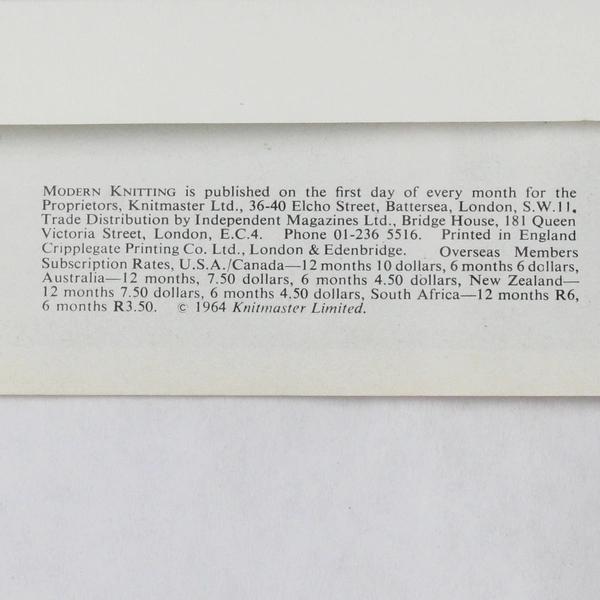 MODERN KNITTING is published on the first day of every month for the
Proprietors, Knitmaster Ltd., 36-40 Elcho Street, Battersea, London, S.W.11.
Trade Distribution by Independent Magazines Ltd., Bridge House, 181 Queen
Victoria Street, London, E.C.4. Phone 01-236 5516. Printed in England
Cripplegate Printing Co. Ltd., London & Edenbridge. Overseas Members
Subscription Rates, U.S.A./Canada—12 months 10 dollars, 6 months 6 dollars,
Australia—12 months, 7.50 dollars, 6 months 4.50 dollars, New Zealand—
12 months 7.50 dollars, 6 months 4.50 dollars, South Africa—12 months R6,
6 months R3.50. © 1964 Knitmaster Limited.